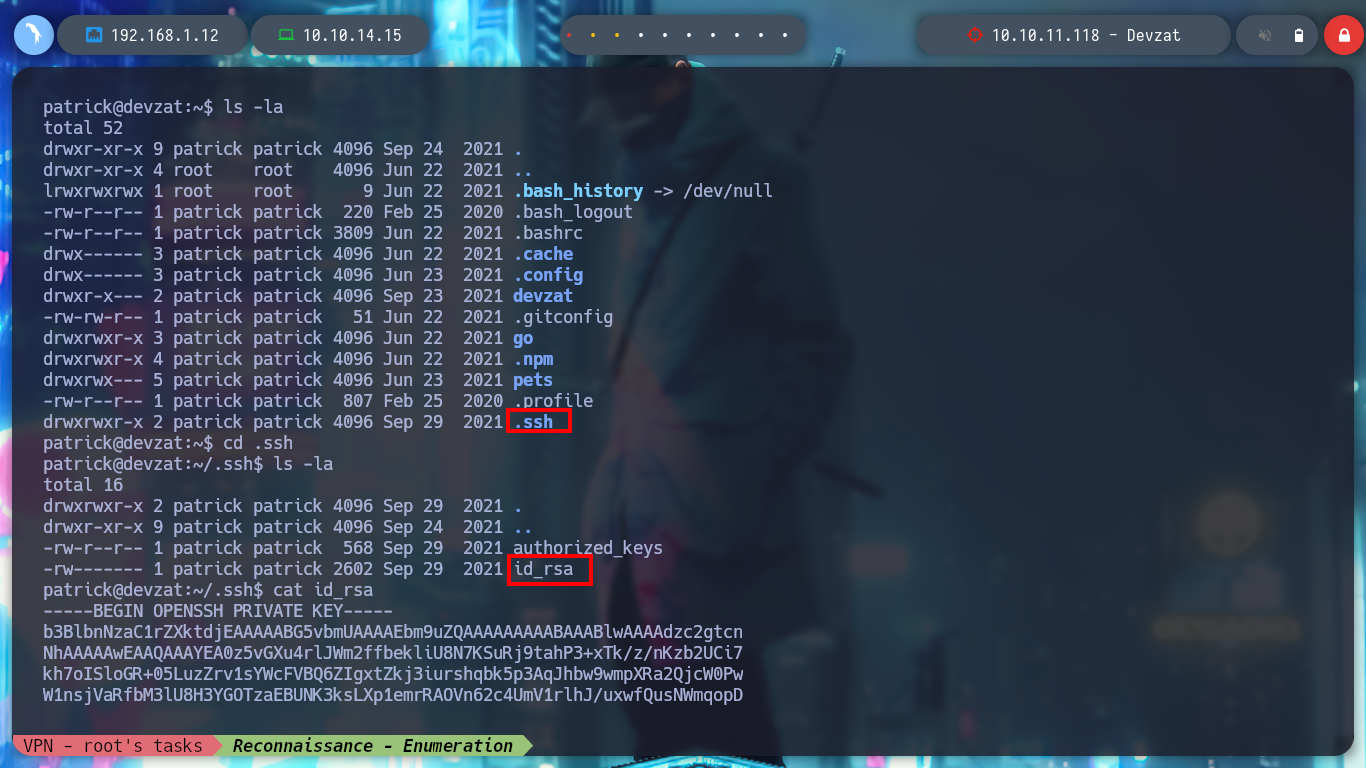 192.168.1.12 10.10.14.15 10.10.11.118 - Devzat
patrick@devzat:~$ ls -la
total 52
drwxr-xr-x 9 patrick patrick 4096 Sep 24  2021 .
drwxr-xr-x 4 root    root    4096 Jun 22  2021 ..
lrwxrwxrwx 1 root    root       9 Jun 22  2021 .bash_history -> /dev/null
-rw-r--r-- 1 patrick patrick  220 Feb 25  2020 .bash_logout
-rw-r--r-- 1 patrick patrick 3809 Jun 22  2021 .bashrc
drwx------ 3 patrick patrick 4096 Jun 22  2021 .cache
drwx------ 3 patrick patrick 4096 Jun 23  2021 .config
drwxr-x--- 2 patrick patrick 4096 Sep 23  2021 devzat
-rw-rw-r-- 1 patrick patrick   51 Jun 22  2021 .gitconfig
drwxrwxr-x 3 patrick patrick 4096 Jun 22  2021 go
drwxrwxr-x 4 patrick patrick 4096 Jun 22  2021 .npm
drwxrwx--- 5 patrick patrick 4096 Jun 23  2021 pets
-rw-r--r-- 1 patrick patrick  807 Feb 25  2020 .profile
drwxrwxr-x 2 patrick patrick 4096 Sep 29  2021 .ssh
patrick@devzat:~$ cd .ssh
patrick@devzat:~/.ssh$ ls -la
total 16
drwxrwxr-x 2 patrick patrick 4096 Sep 29  2021 .
drwxr-xr-x 9 patrick patrick 4096 Sep 24  2021 ..
-rw-r--r-- 1 patrick patrick  568 Sep 29  2021 authorized_keys
-rw------- 1 patrick patrick 2602 Sep 29  2021 id_rsa
patrick@devzat:~/.ssh$ cat id_rsa
-----BEGIN OPENSSH PRIVATE KEY-----
b3BlbnNzaC1rZXktdjEAAAAABG5vbmUAAAAEbm9uZQAAAAAAAAABAAABlwAAAAdzc2gtcn
NhAAAAAwEAAQAAAYEA0z5vGXu4rlJWm2ffbekliU8N7KSuRj9tahP3+xTk/z/nKzb2UCi7
kh7oISloGR+05LuzZrv1sYWcFVBQ6ZIgxtZkj3iurshqbk5p3AqJhbw9wmpXRa2QjcW0Pw
W1nsjVaRfbM3lU8H3YGOTzaEBUNK3ksLXp1emrRAOVn62c4UmV1rlhJ/uxwfQusNWmqopD
VPN - root's tasks Reconnaissance - Enumeration